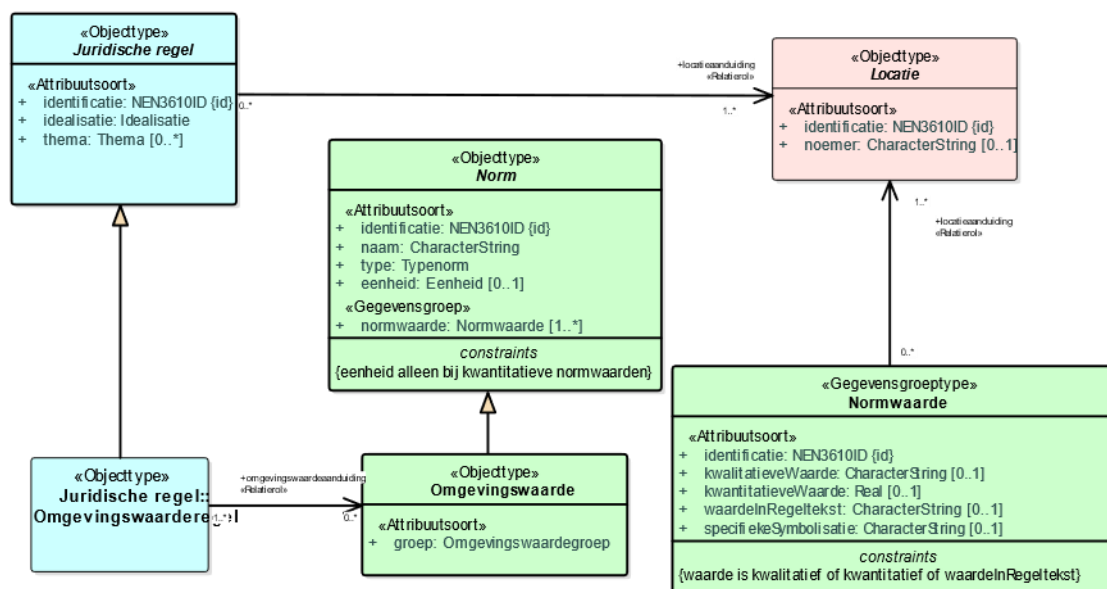 «Objecttype»
Juridische regel
«Attribuutsoort»
+ identificatie: NEN3610ID {id}
+ idealisatie: Idealisatie
+ thema: Thema [0..*]
0..*
+locatieaanduiding
«Relatierol»
1..*
«Objecttype»
Locatie
«Attribuutsoort»
+ identificatie: NEN3610ID {id}
+ noemer: CharacterString [0..1]
«Objecttype»
Norm
«Attribuutsoort»
+ identificatie: NEN3610ID {id}
+ naam: CharacterString
+ type: Typenorm
+ eenheid: Eenheid [0..1]
«Gegevensgroep»
+ normwaarde: Normwaarde [1..*]
constraints
{eenheid alleen bij kwantitatieve normwaarden}
1..*
+locatieaanduiding
«Relatierol»
0..*
«Gegevensgroeptype»
Normwaarde
«Attribuutsoort»
+ identificatie: NEN3610ID {id}
+ kwalitatieveWaarde: CharacterString [0..1]
+ kwantitatieveWaarde: Real [0..1]
+ waardeInRegeltekst: CharacterString [0..1]
+ specifiekeSymbolisatie: CharacterString [0..1]
constraints
{waarde is kwalitatief of kwantitatief of waardeInRegeltekst}
«Objecttype»
Juridische regel::
Omgevingswaarderegel
+omgevingswaardeaanduiding
«Relatierol»
1..*
0..*
«Objecttype»
Omgevingswaarde
«Attribuutsoort»
+ groep: Omgevingswaardegroep